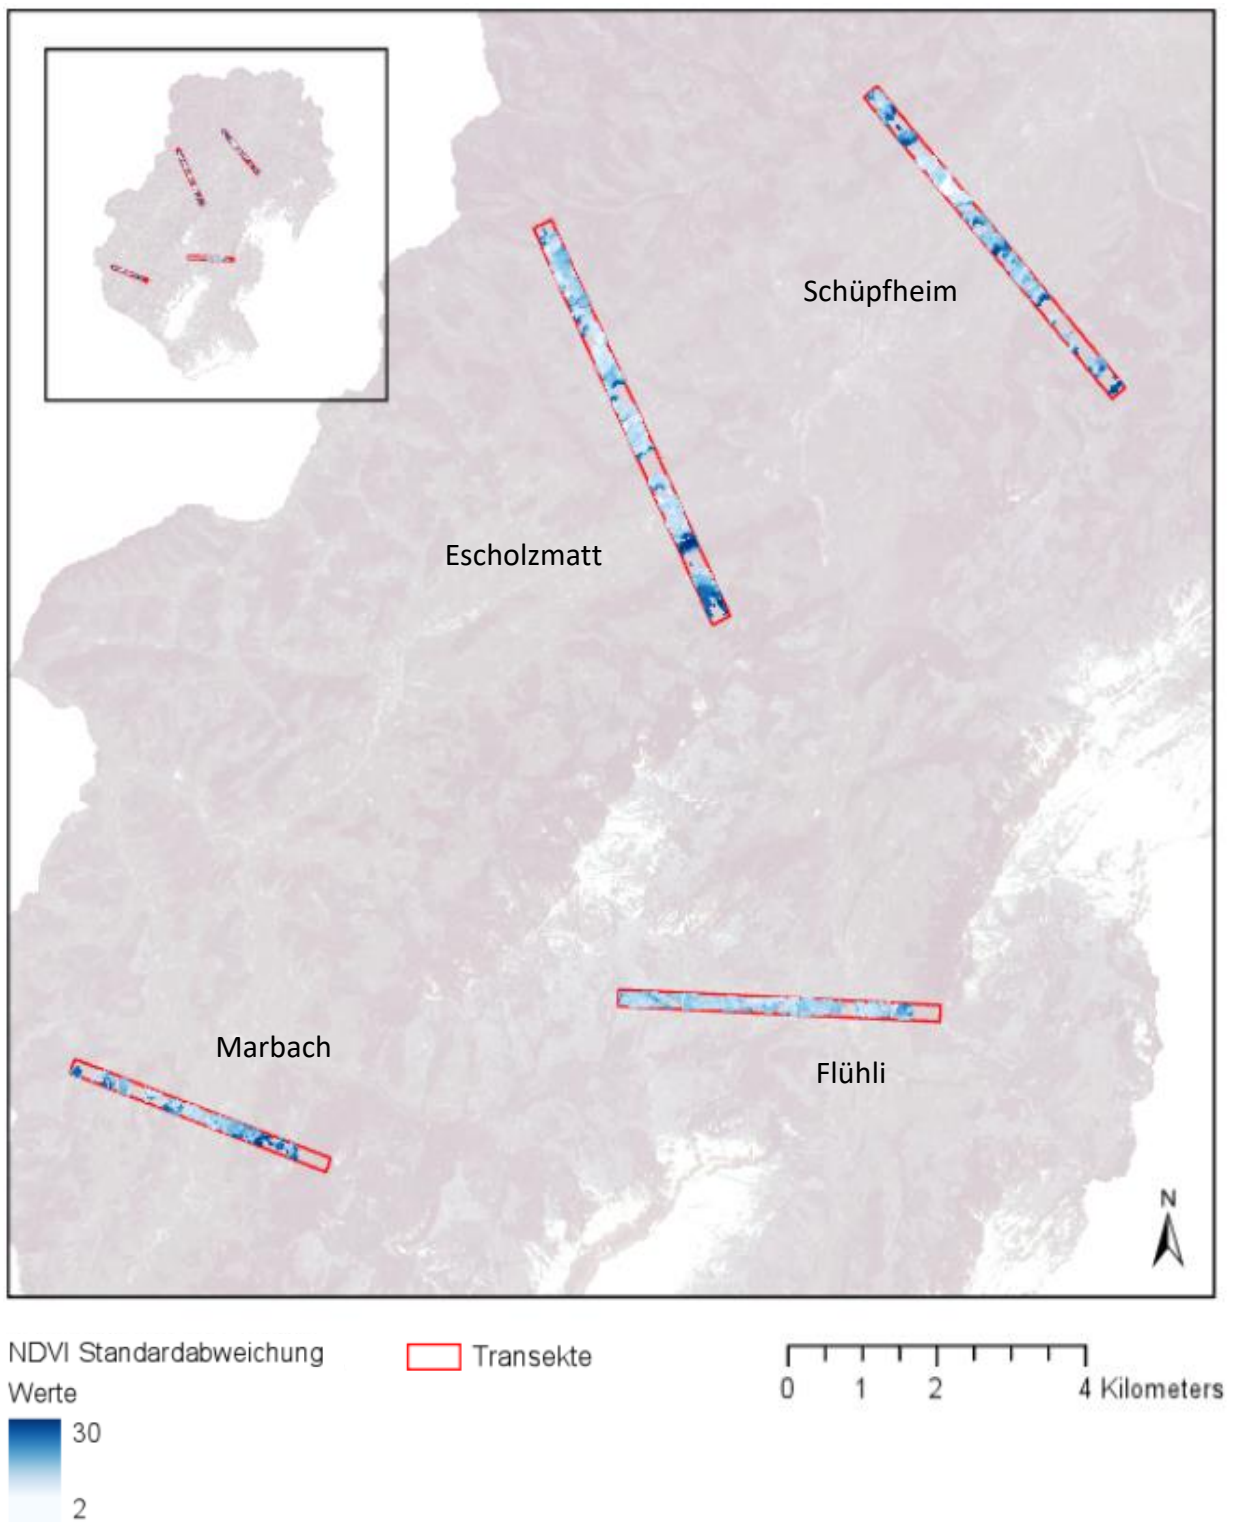 Schüpfheim
Escholzmatt
Marbach
Flühli
N
NDVI Standardabweichung
Werte
30
2
Transekte
0 1 2 4 Kilometers